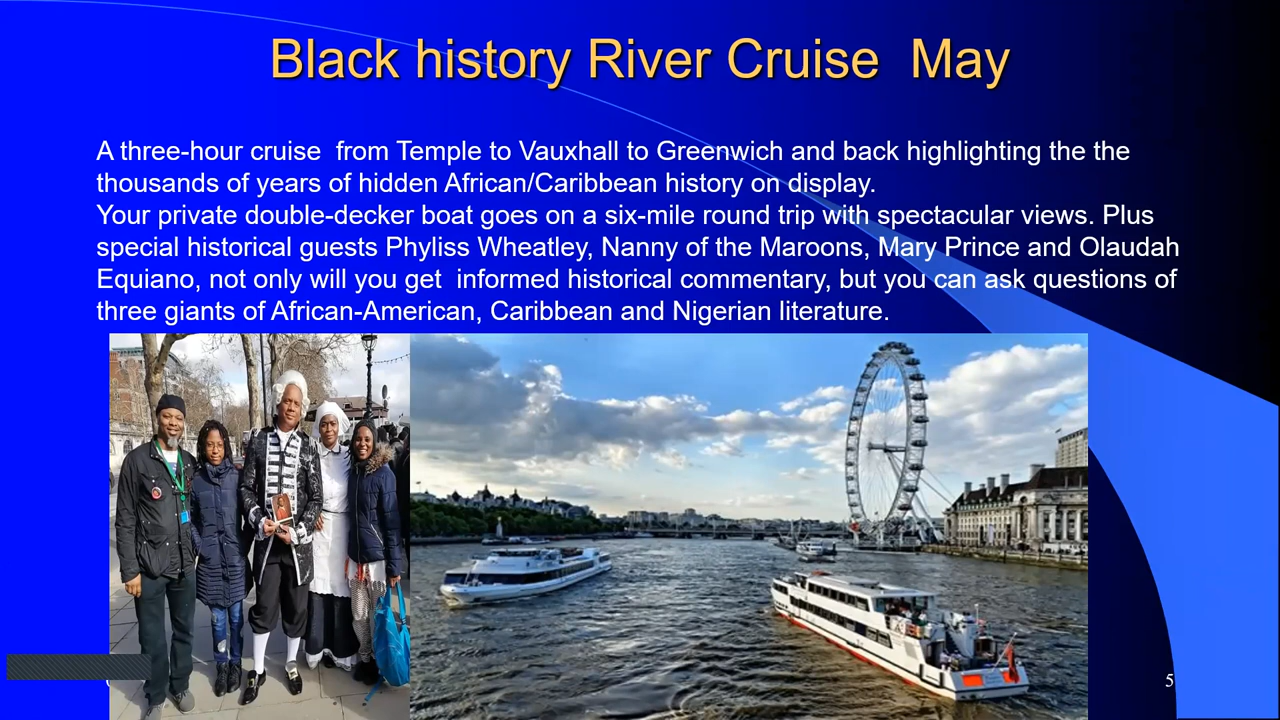 Black history River Cruise  May
A three-hour cruise  from Temple to Vauxhall to Greenwich and back highlighting the the
thousands of years of hidden African/Caribbean history on display.
Your private double-decker boat goes on a six-mile round trip with spectacular views. Plus
special historical guests Phyliss Wheatley, Nanny of the Maroons, Mary Prince and Olaudah
Equiano, not only will you get  informed historical commentary, but you can ask questions of
three giants of African-American, Caribbean and Nigerian literature.
5